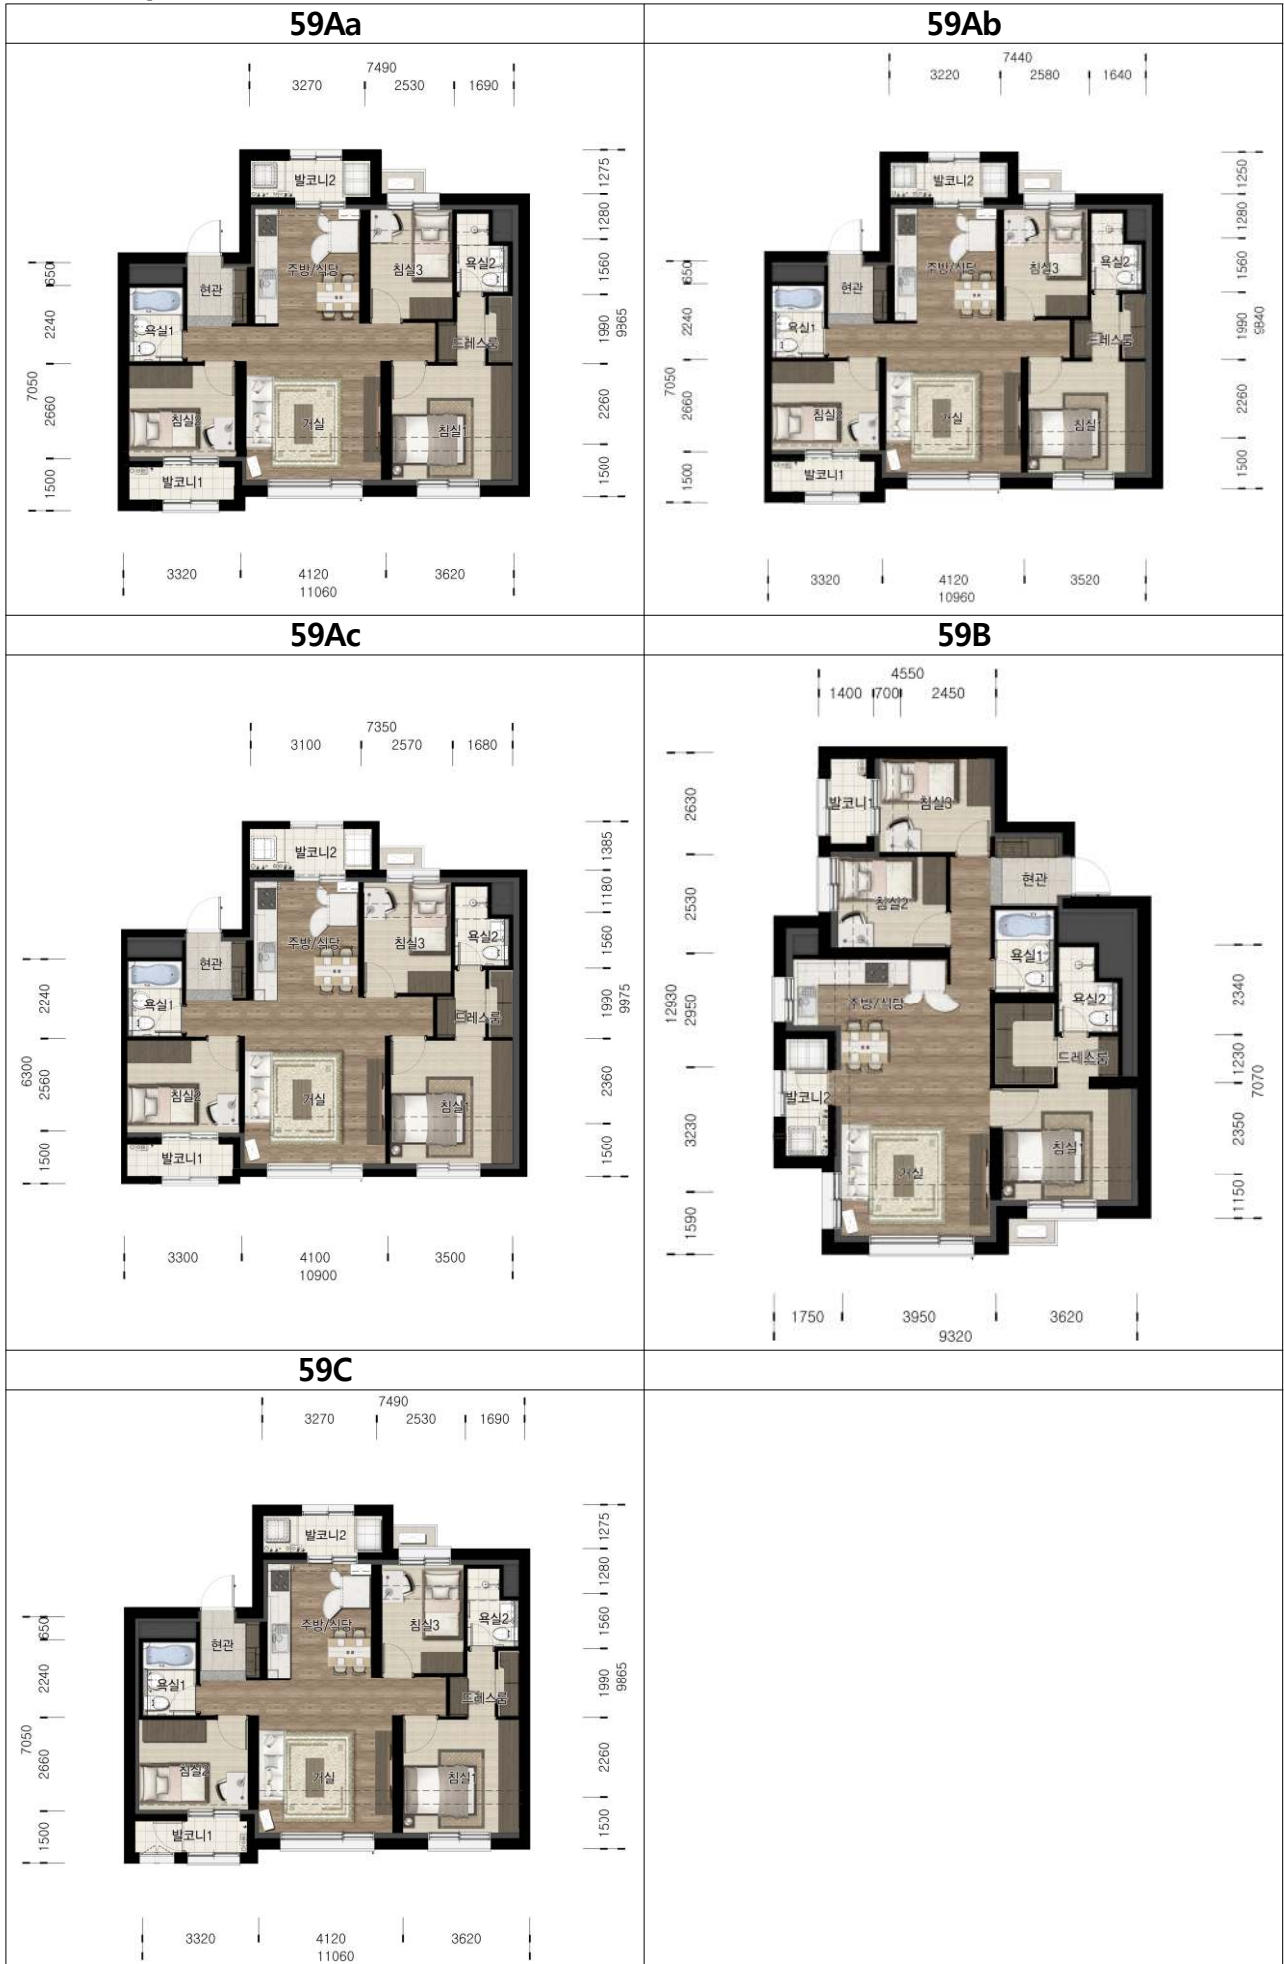 59Aa
59Ab
7490
3270 2530 1690
7440
3220 2580 1640
발코니2
주방/식당
침실3
욕실2
현관
욕실1
드레스룸
침실2
거실
침실1
발코니1
650
2240
7050
2660
1500
1275
1280
1560
1990
9865
2260
1500
3320 4120 3620
11060
발코니2
주방/식당
침실3
욕실2
현관
욕실1
드레스룸
침실2
거실
침실1
발코니1
650
2240
7050
2660
1500
1250
1280
1560
1990
9840
2260
1500
3320 4120 3520
10960
59Ac
59B
7350
3100 2570 1680
발코니2
주방/식당
침실3
욕실2
현관
욕실1
드레스룸
침실2
거실
침실1
발코니1
2240
6300
2560
1500
1385
1180
1560
1990
9975
2360
1500
3300 4100 3500
10900
4550
1400 700 2450
발코니1
침실3
현관
침실2
욕실1
주방/식당
욕실2
드레스룸
발코니2
침실1
거실
2630
2530
12930
2950
3230
1590
2340
1230
7070
2350
1150
1750 3950 3620
9320
59C
7490
3270 2530 1690
발코니2
주방/식당
침실3
욕실2
현관
욕실1
드레스룸
침실2
거실
침실1
발코니1
650
2240
7050
2660
1500
1275
1280
1560
1990
9865
2260
1500
3320 4120 3620
11060